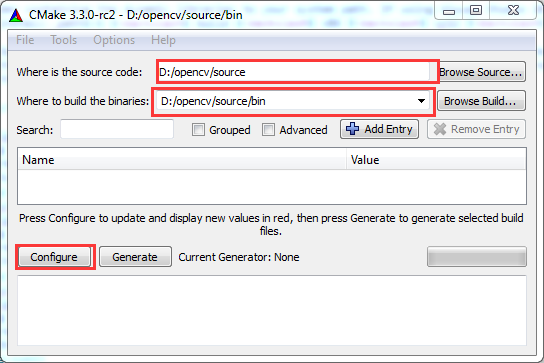 CMake 3.3.0-rc2 - D:/opencv/source/bin
File Tools Options Help
Where is the source code: D:/opencv/source Browse Source...
Where to build the binaries: D:/opencv/source/bin Browse Build...
Search: Grouped Advanced Add Entry Remove Entry
Name Value
Press Configure to update and display new values in red, then press Generate to generate selected build
files.
Configure Generate Current Generator: None